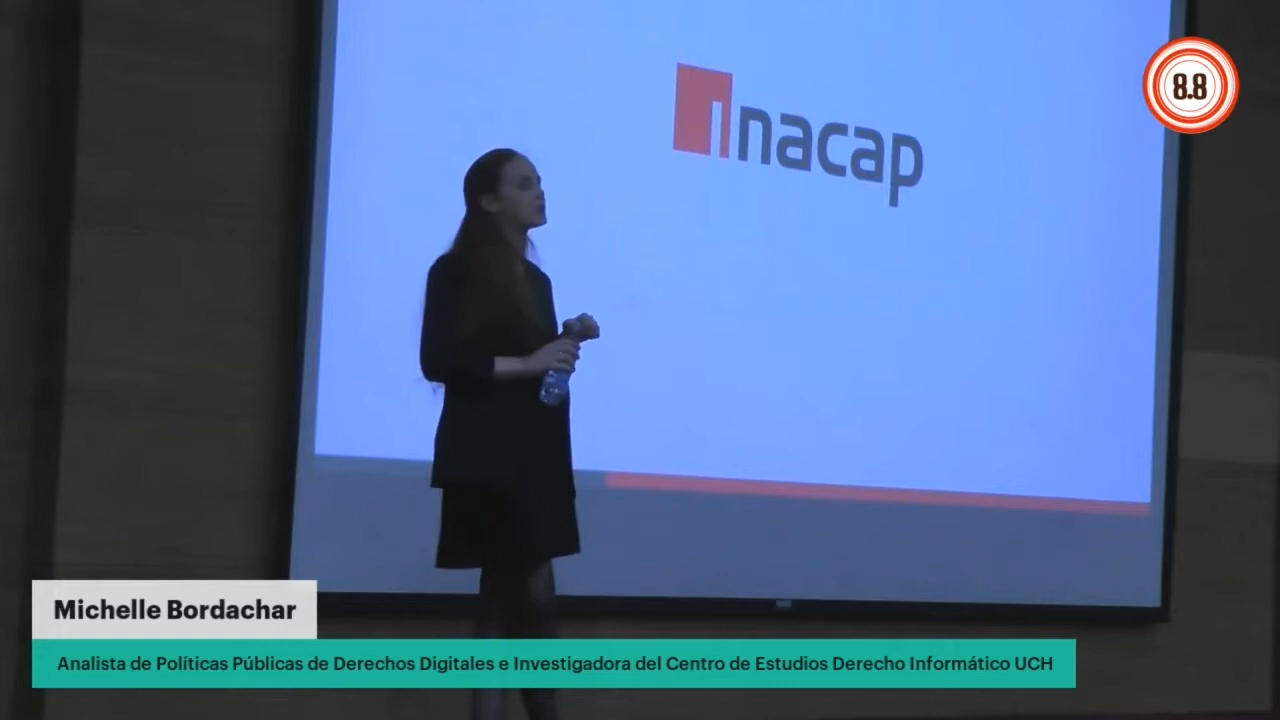 inacap
8.8
Michelle Bordachar
Analista de Políticas Públicas de Derechos Digitales e Investigadora del Centro de Estudios Derecho Informático UCH